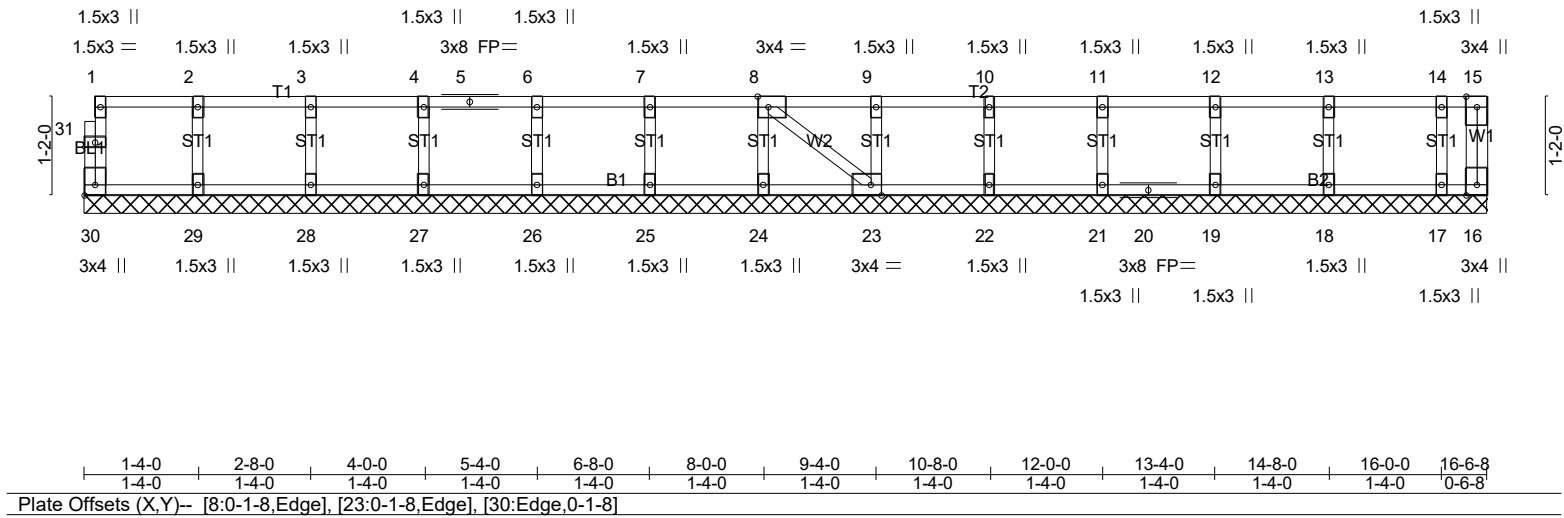 1.5x3 || 1.5x3 || 1.5x3 || 1.5x3 ||
1.5x3 = 1.5x3 || 1.5x3 || 3x8 FP= 1.5x3 || 3x4 = 1.5x3 || 1.5x3 || 1.5x3 || 1.5x3 || 1.5x3 || 3x4 ||
1 2 3 4 5 6 7 8 9 10 11 12 13 14 15
T1 T2
1-2-0 31 BL1 ST1 ST1 ST1 ST1 ST1 ST1 W2 ST1 ST1 ST1 ST1 ST1 ST1 W1 1-2-0
B1 B2
30 29 28 27 26 25 24 23 22 21 20 19 18 17 16
3x4 || 1.5x3 || 1.5x3 || 1.5x3 || 1.5x3 || 1.5x3 || 1.5x3 || 3x4 = 1.5x3 || 3x8 FP= 1.5x3 || 3x4 ||
1.5x3 || 1.5x3 || 1.5x3 ||
1-4-0 2-8-0 4-0-0 5-4-0 6-8-0 8-0-0 9-4-0 10-8-0 12-0-0 13-4-0 14-8-0 16-0-0 16-6-8
1-4-0 1-4-0 1-4-0 1-4-0 1-4-0 1-4-0 1-4-0 1-4-0 1-4-0 1-4-0 1-4-0 1-4-0 0-6-8
Plate Offsets (X,Y)-- [8:0-1-8,Edge], [23:0-1-8,Edge], [30:Edge,0-1-8]